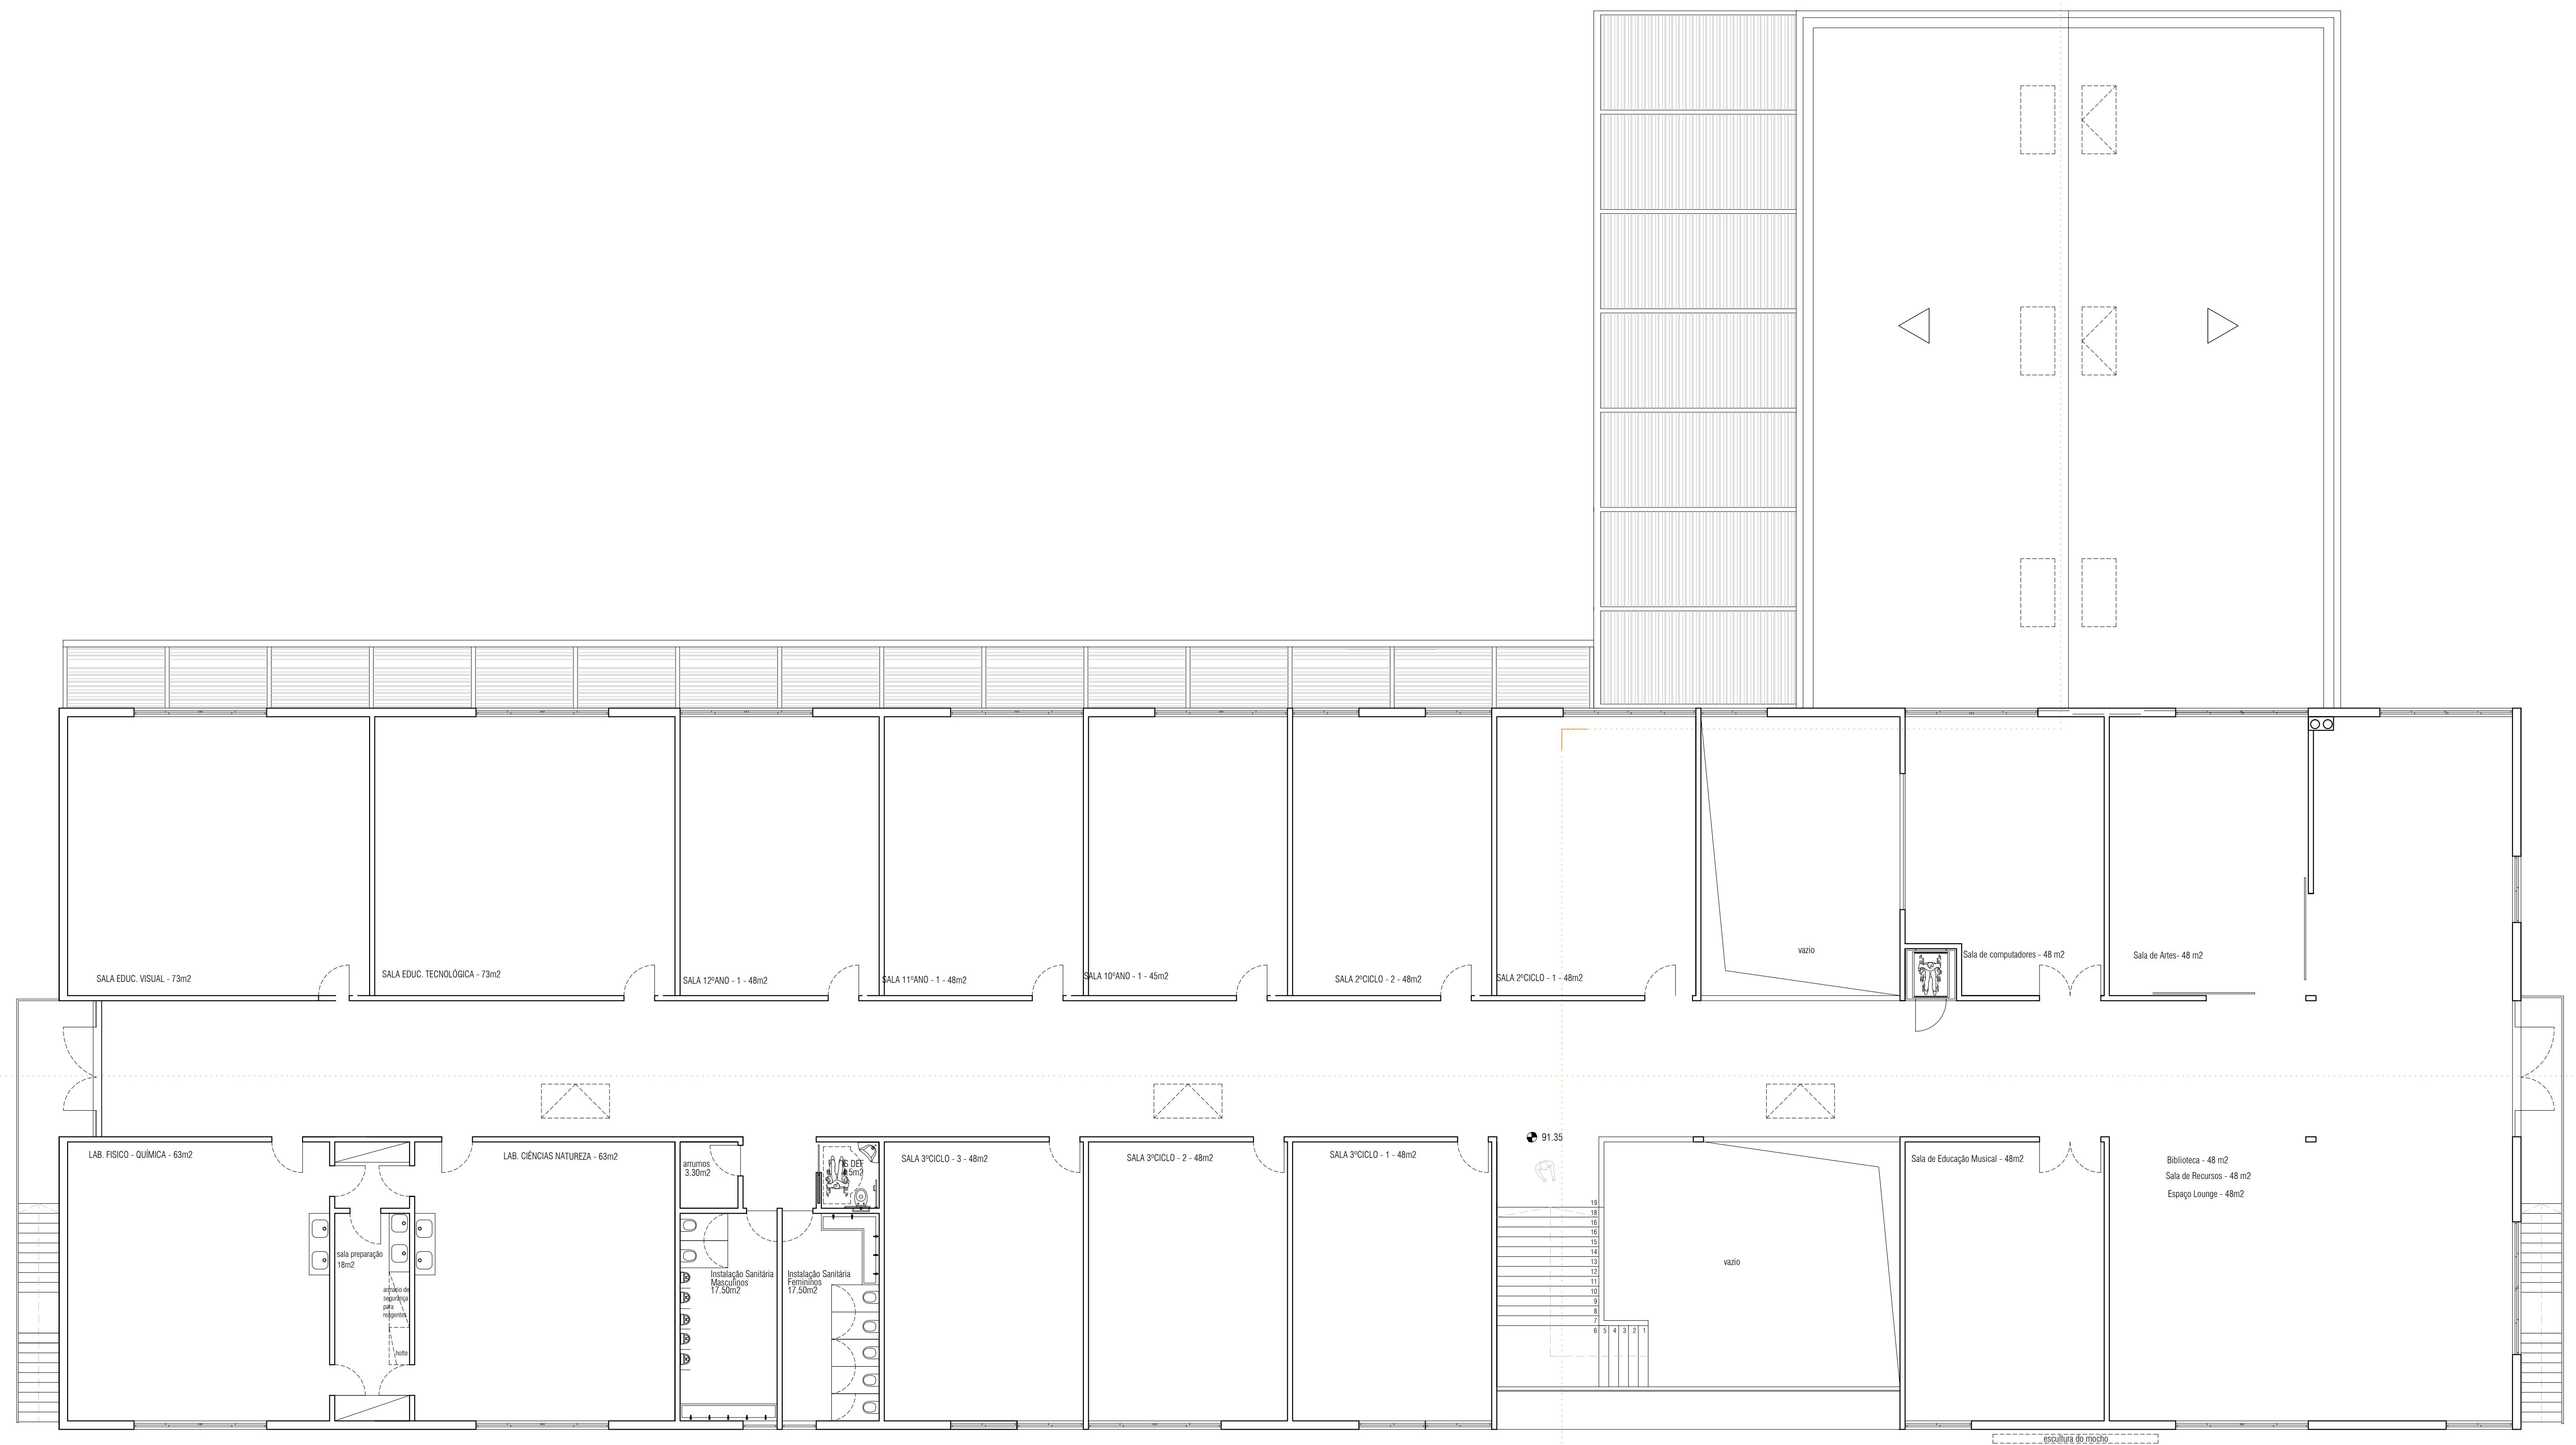 SALA EDUC. VISUAL - 73m2
SALA EDUC. TECNOLÓGICA - 73m2
SALA 12ºANO - 1 - 48m2
SALA 11ºANO - 1 - 48m2
SALA 10ºANO - 1 - 45m2
SALA 2ºCICLO - 2 - 48m2
SALA 2ºCICLO - 1 - 48m2
vazio
Sala de computadores - 48 m2
Sala de Artes- 48 m2
91.35
LAB. FISICO - QUÍMICA - 63m2
LAB. CIÊNCIAS NATUREZA - 63m2
arrumos
3.30m2
SALA 3ºCICLO - 3 - 48m2
SALA 3ºCICLO - 2 - 48m2
SALA 3ºCICLO - 1 - 48m2
Sala de Educação Musical - 48m2
Biblioteca - 48 m2
Sala de Recursos - 48 m2
Espaço Lounge - 48m2
sala preparação
18m2
armário de
segurança
para
reagentes
hotte
Instalação Sanitária
Masculinos
17.50m2
Instalação Sanitária
Femininos
17.50m2
19
18
16
16
15
14
13
12
11
10
9
8
7
6 5 4 3 2 1
vazio
escultura do mocho